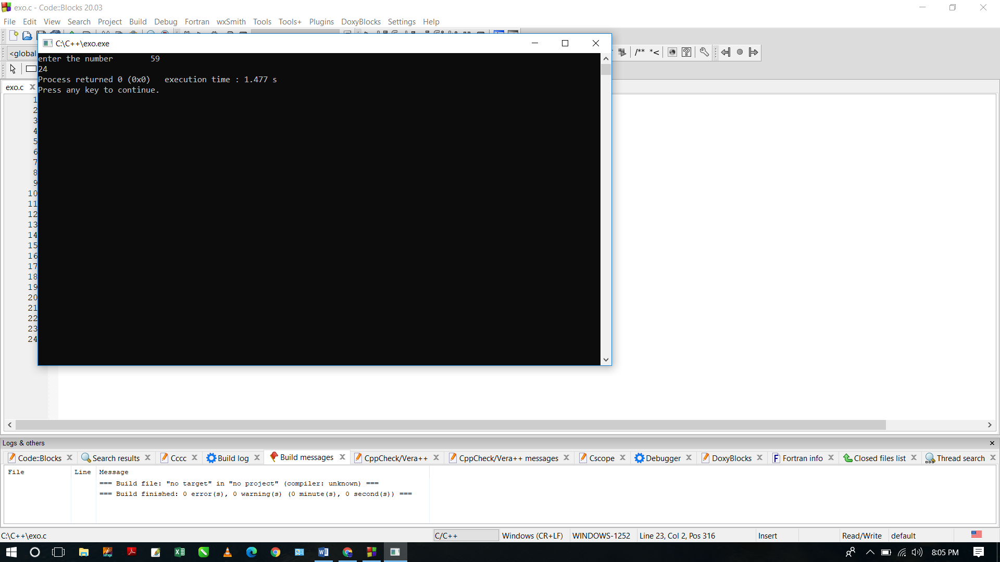 exo.c - Code::Blocks 20.03
File Edit View Search Project Build Debug Fortran wxSmith Tools Tools+ Plugins DoxyBlocks Settings Help
C:\C++\exo.exe
<global
/** *<
enter the number        59
24
Process returned 0 (0x0)   execution time : 1.477 s
Press any key to continue.
exo.c
1
2
3
4
5
6
7
8
9
10
11
12
13
14
15
16
17
18
19
20
21
22
23
24
Logs & others
Code::Blocks Search results Cccc Build log Build messages CppCheck/Vera++ CppCheck/Vera++ messages Cscope Debugger DoxyBlocks Fortran info Closed files list Thread search
File Line Message
=== Build file: "no target" in "no project" (compiler: unknown) ===
=== Build finished: 0 error(s), 0 warning(s) (0 minute(s), 0 second(s)) ===
C:\C++\exo.c C/C++ Windows (CR+LF) WINDOWS-1252 Line 23, Col 2, Pos 316 Insert Read/Write default
8:05 PM